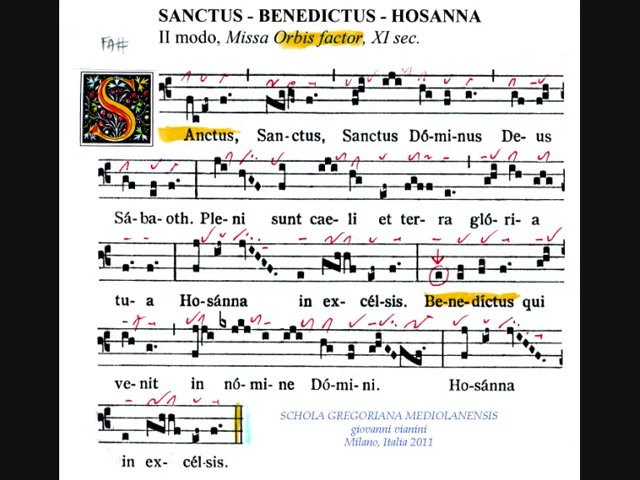 SANCTUS - BENEDICTUS - HOSANNA
II modo, Missa Orbis factor, XI sec.
FA#
SAnctus, San-ctus, Sanctus Dó-mi-nus De-us
Sá-ba-oth. Ple-ni sunt cae-li et ter-ra gló-ri-a
tu-a Ho-sánna in ex-cél-sis. Be-ne-díctus qui
ve-nit in nó-mi-ne Dó-mi-ni. Ho-sánna
in ex-cél-sis.
SCHOLA GREGORIANA MEDIOLANENSIS
giovanni vianini
Milano, Italia 2011